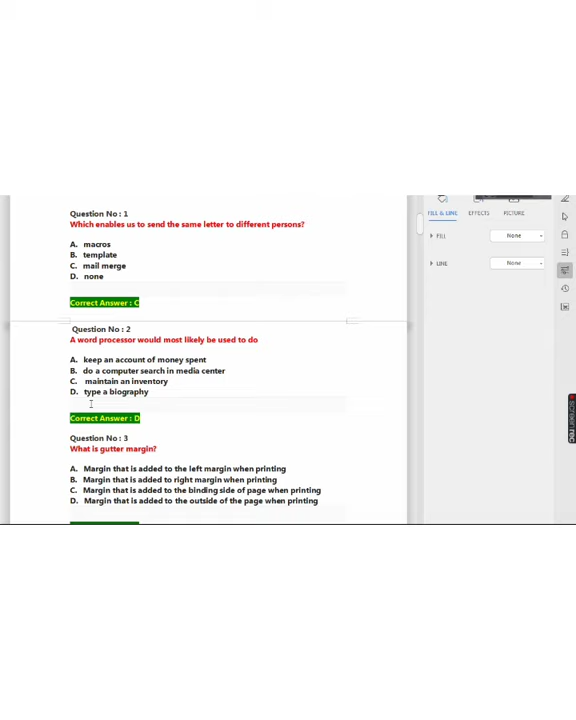 Question No : 1
Which enables us to send the same letter to different persons?
A. macros
B. template
C. mail merge
D. none
Correct Answer : C
Question No : 2
A word processor would most likely be used to do
A. keep an account of money spent
B. do a computer search in media center
C. maintain an inventory
D. type a biography
Correct Answer : D
Question No : 3
What is gutter margin?
A. Margin that is added to the left margin when printing
B. Margin that is added to right margin when printing
C. Margin that is added to the binding side of page when printing
D. Margin that is added to the outside of the page when printing
FILL & LINE EFFECTS PICTURE
FILL None
LINE None
screenrec